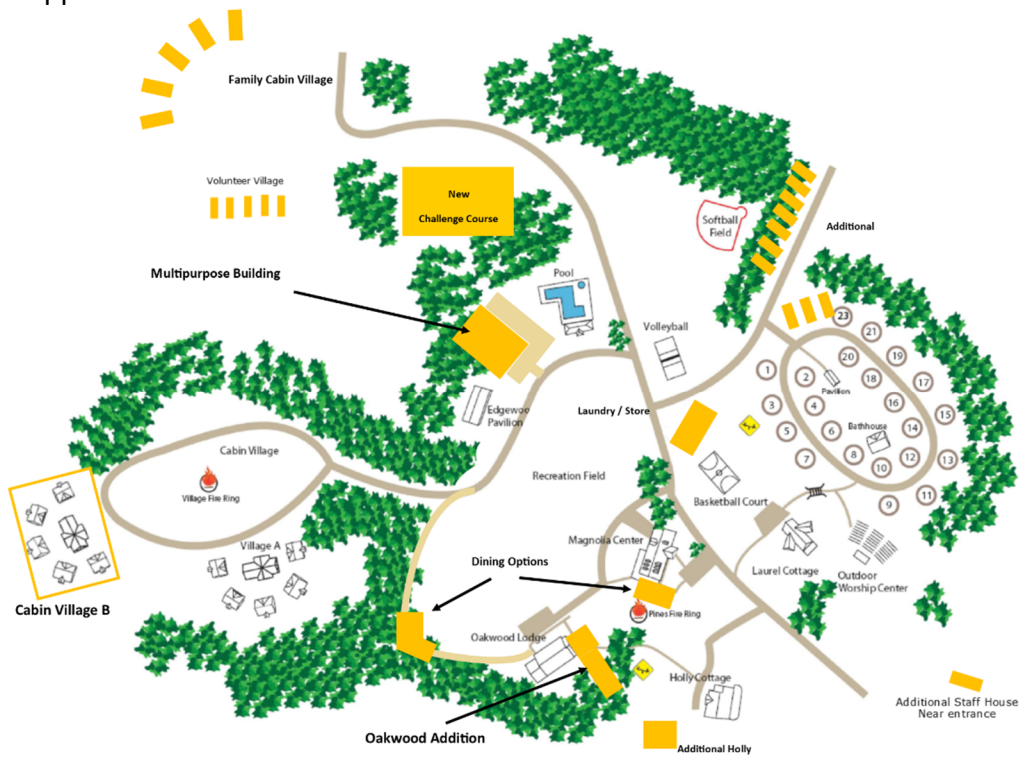 Family Cabin Village
Volunteer Village
New
Challenge Course
Multipurpose Building
Pool
Softball
Field
Additional
Volleyball
23
21
20
19
1
2
18
17
Pavilion
3
4
16
15
5
6
Bathhouse
14
7
8
10
12
13
9
11
Edgewoo
Pavilion
Laundry / Store
Cabin Village
Village Fire Ring
Recreation Field
Basketball Court
Magnolia Center
Village A
Dining Options
Laurel Cottage
Outdoor
Worship Center
Cabin Village B
Pines Fire Ring
Oakwood Lodge
Holly Cottage
Additional Staff House
Near entrance
Oakwood Addition
Additional Holly